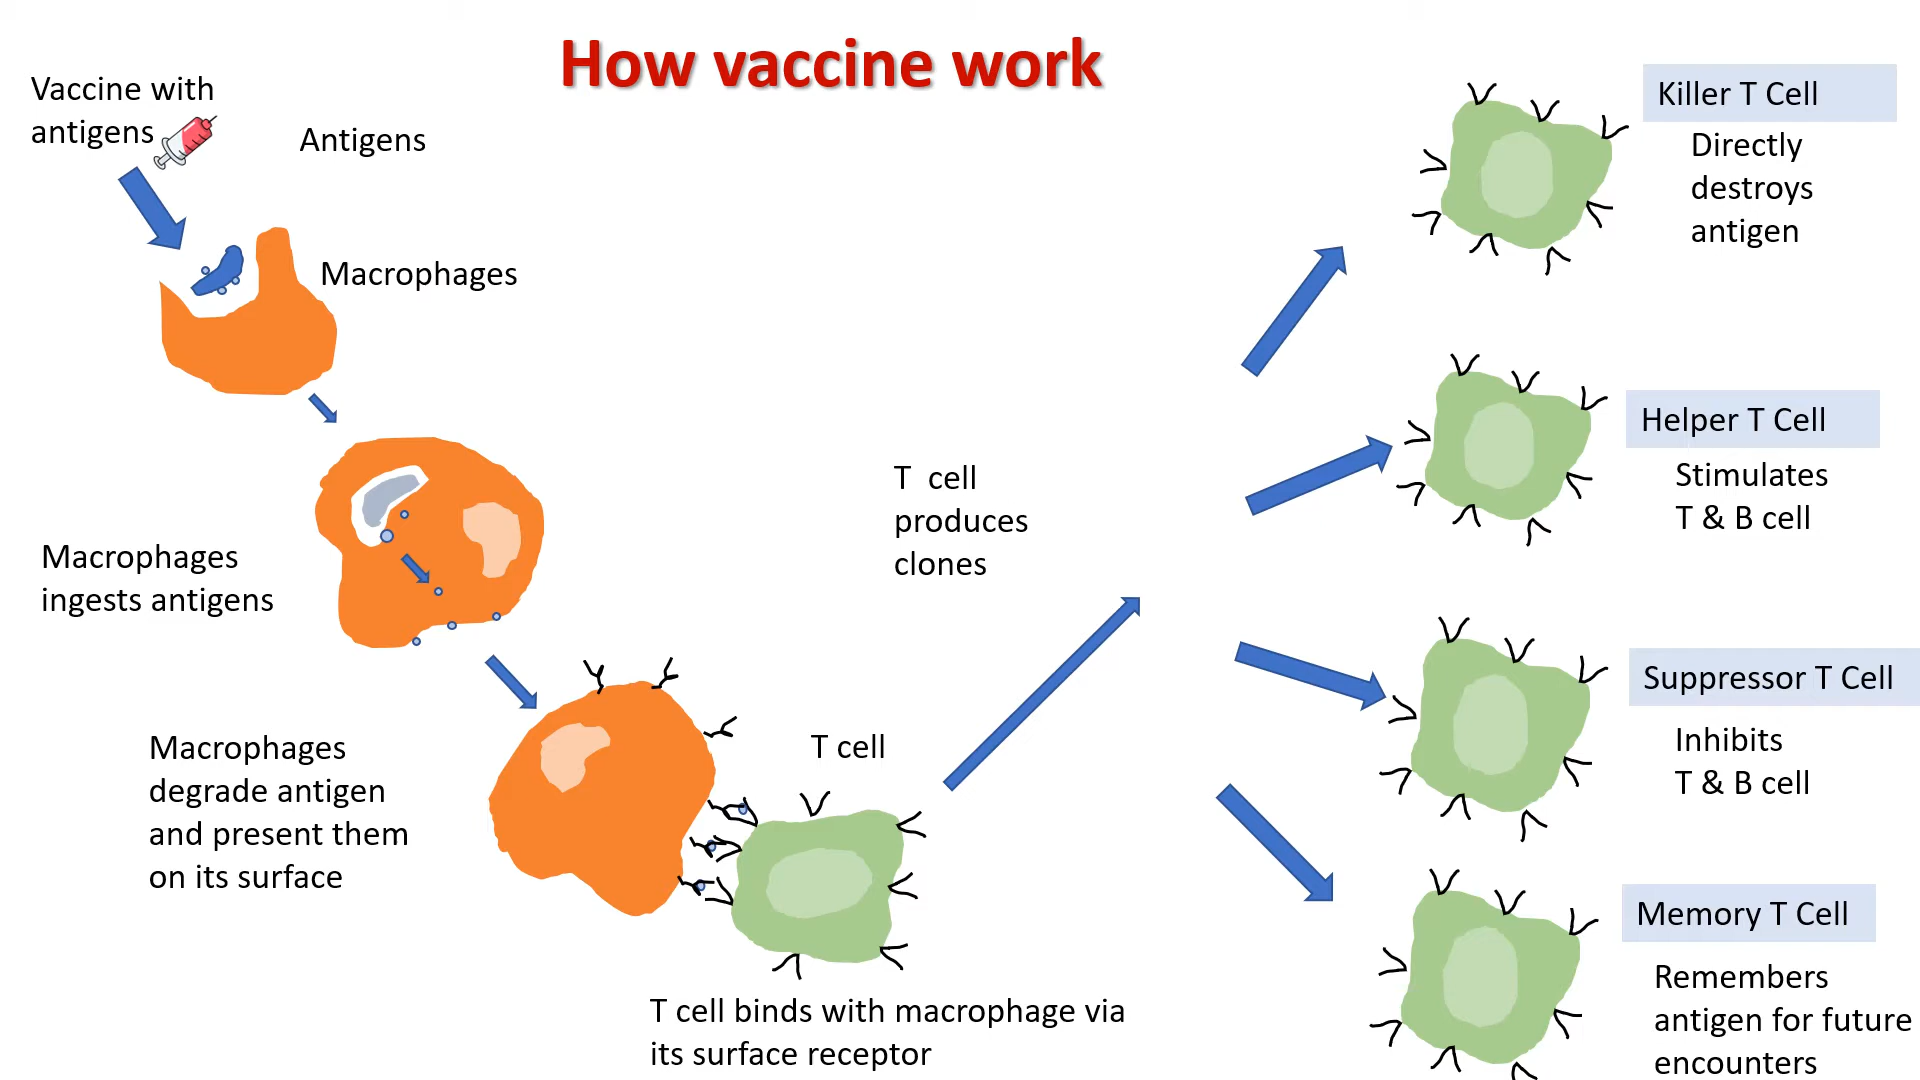 How vaccine work
Vaccine with
antigens
Antigens
Macrophages
Macrophages
ingests antigens
Macrophages
degrade antigen
and present them
on its surface
T cell
T cell binds with macrophage via
its surface receptor
T cell
produces
clones
Killer T Cell
Directly
destroys
antigen
Helper T Cell
Stimulates
T & B cell
Suppressor T Cell
Inhibits
T & B cell
Memory T Cell
Remembers
antigen for future
encounters